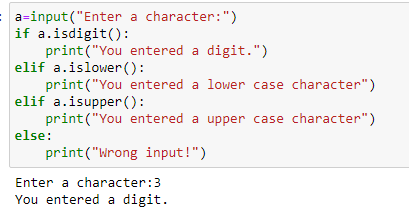 a=input("Enter a character:")
if a.isdigit():
    print("You entered a digit.")
elif a.islower():
    print("You entered a lower case character")
elif a.isupper():
    print("You entered a upper case character")
else:
    print("Wrong input!")
Enter a character:3
You entered a digit.